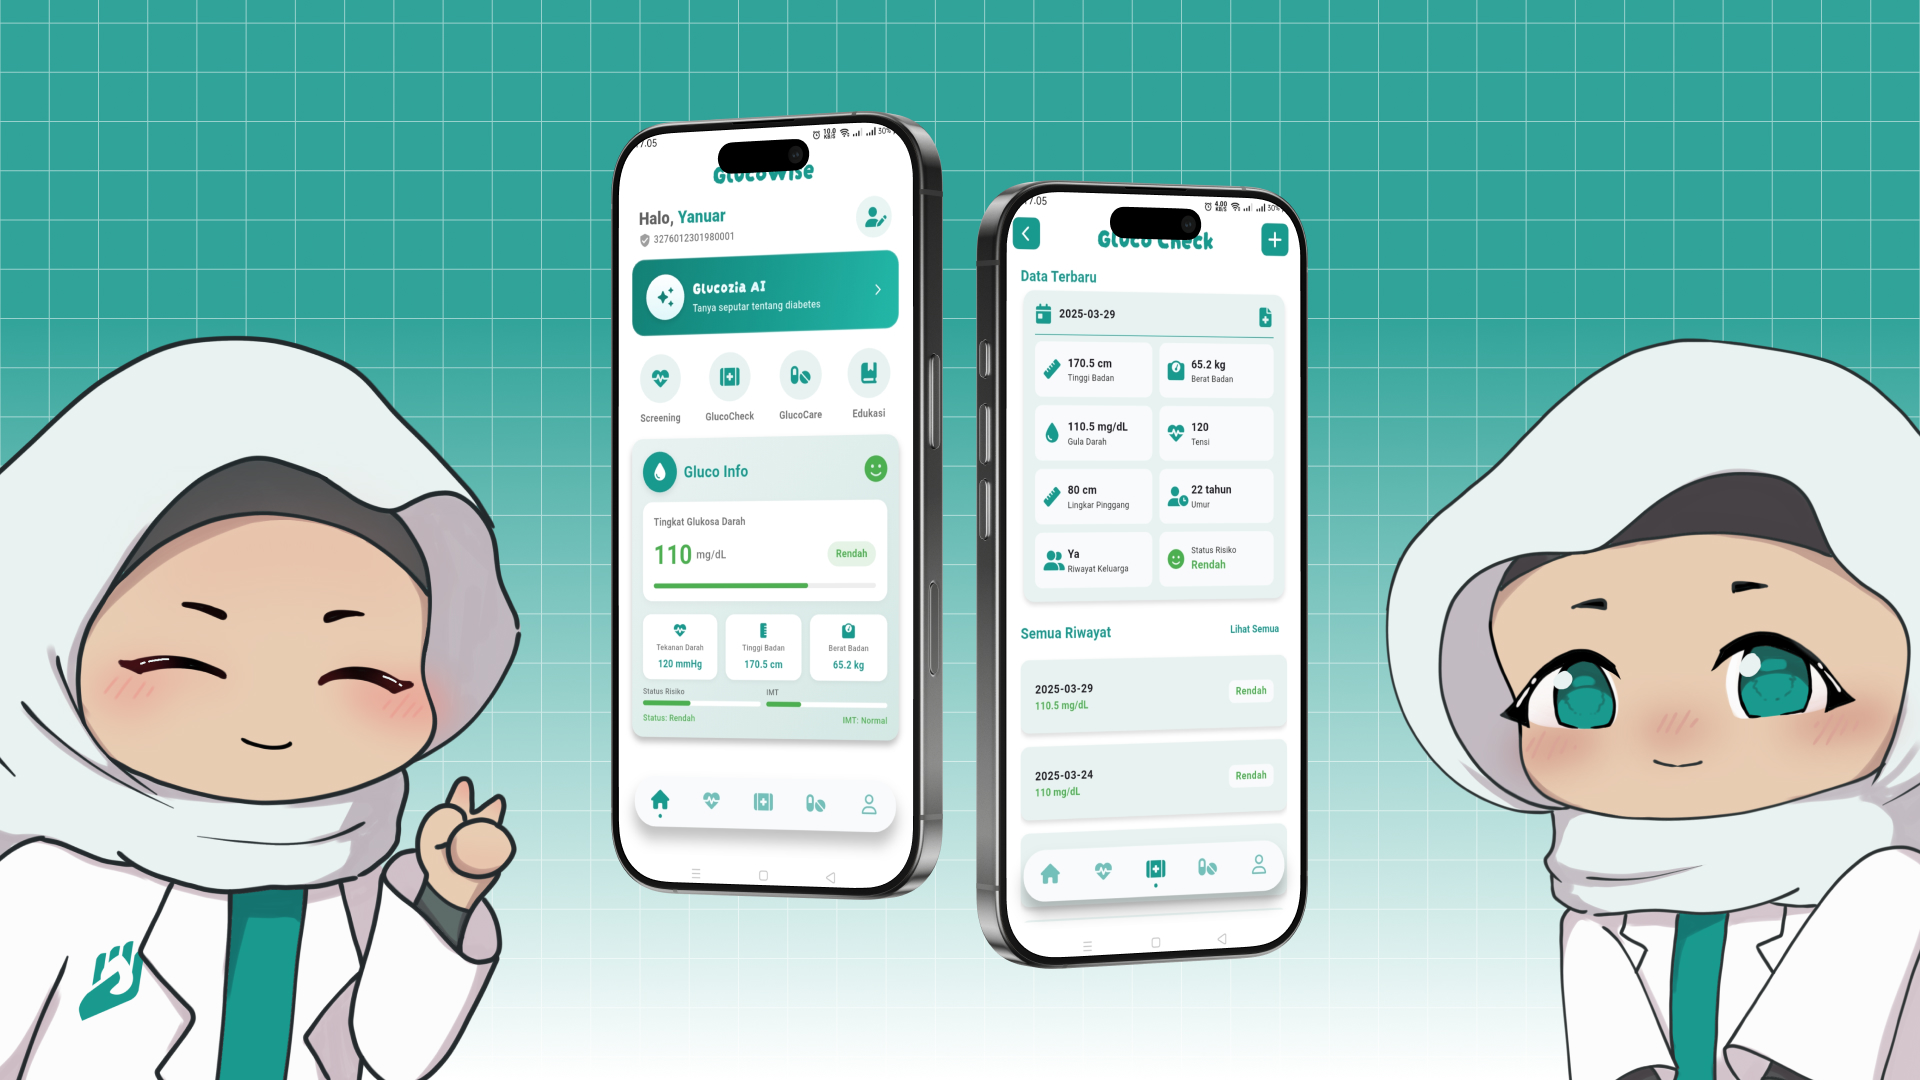 GlucoWise
Halo, Yanuar
3276012301980001
Glucozia AI
Tanya seputar tentang diabetes
Screening
GlucoCheck
GlucoCare
Edukasi
Gluco Info
Tingkat Glukosa Darah
110 mg/dL
Rendah
Tekanan Darah
120 mmHg
Tinggi Badan
170.5 cm
Berat Badan
65.2 kg
Status Risiko
IMT
Status: Rendah
IMT: Normal
4.00
KB/S
30%
Gluco Check
Data Terbaru
2025-03-29
170.5 cm
Tinggi Badan
65.2 kg
Berat Badan
110.5 mg/dL
Gula Darah
120
Tensi
80 cm
Lingkar Pinggang
22 tahun
Umur
Ya
Riwayat Keluarga
Status Risiko
Rendah
Semua Riwayat
Lihat Semua
2025-03-29
110.5 mg/dL
Rendah
2025-03-24
110 mg/dL
Rendah